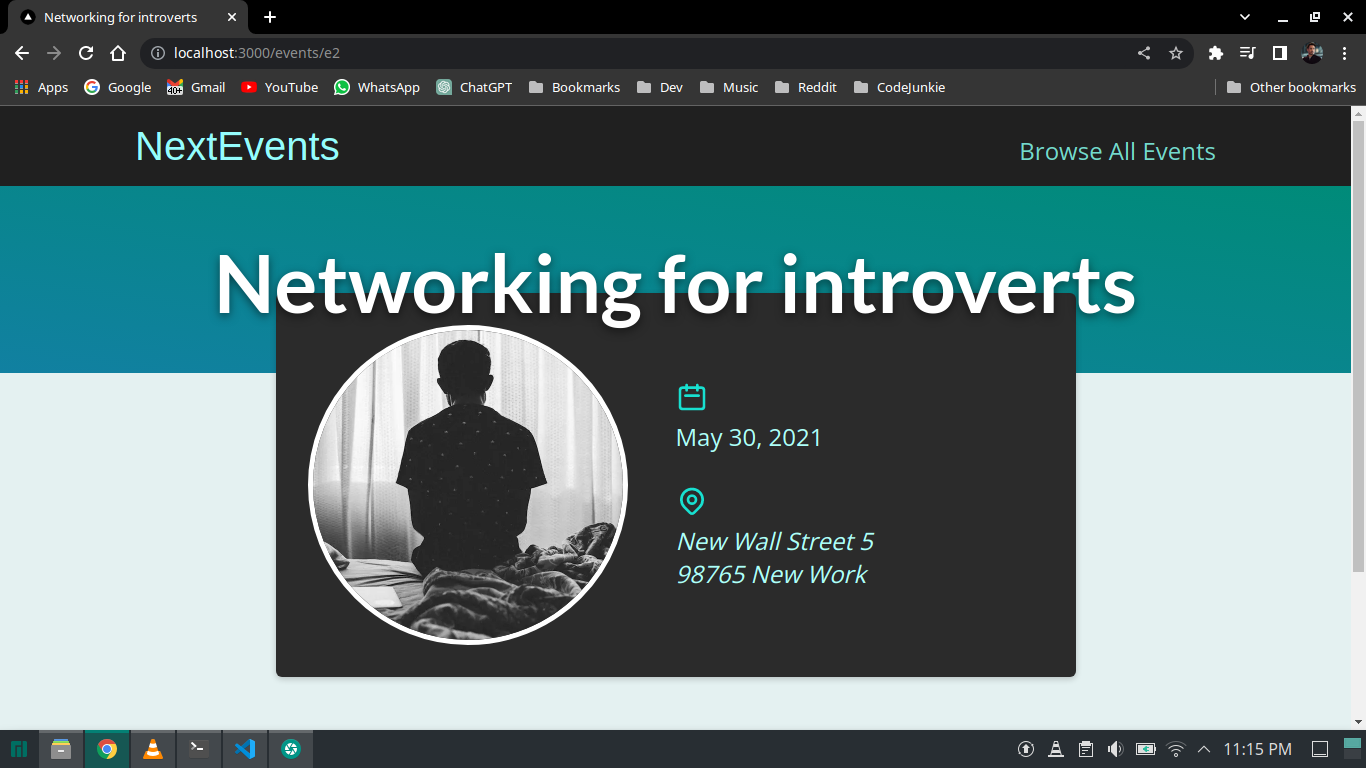 Networking for introverts
localhost:3000/events/e2
Apps Google Gmail YouTube WhatsApp ChatGPT Bookmarks Dev Music Reddit CodeJunkie Other bookmarks
40+
NextEvents Browse All Events
Networking for introverts
May 30, 2021
New Wall Street 5
98765 New Work
11:15 PM